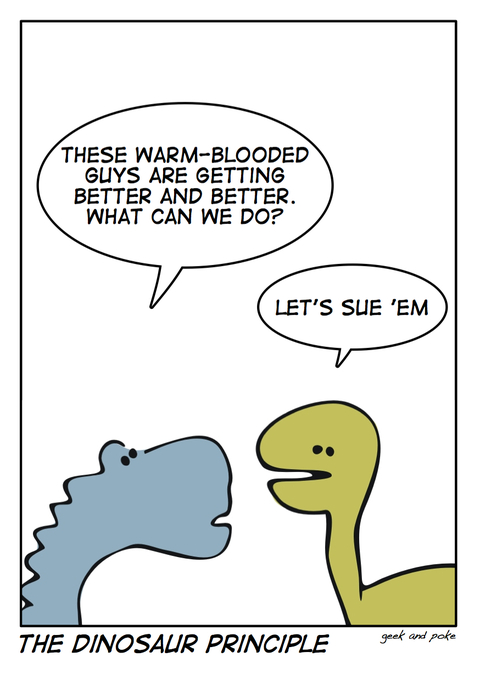 THESE WARM-BLOODED
GUYS ARE GETTING
BETTER AND BETTER.
WHAT CAN WE DO?
LET'S SUE 'EM
THE DINOSAUR PRINCIPLE
geek and poke